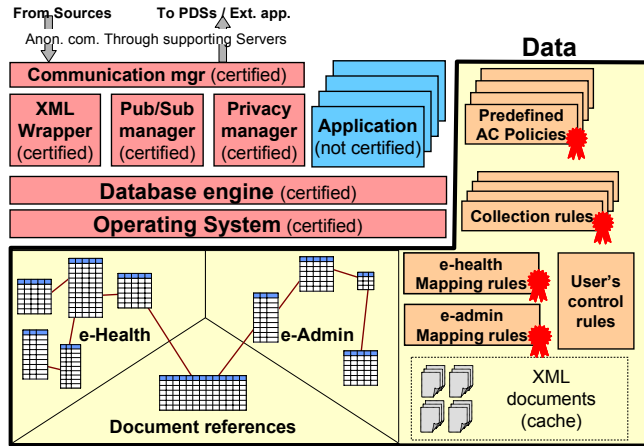 From Sources
To PDSs / Ext. app.
Anon. com. Through supporting Servers
Data
Communication mgr (certified)
XML
Wrapper
(certified)
Pub/Sub
manager
(certified)
Privacy
manager
(certified)
Application
(not certified)
Predefined
AC Policies
Database engine (certified)
Operating System (certified)
Collection rules
e-health
Mapping rules
User's
control
rules
e-admin
Mapping rules
e-Health
e-Admin
Document references
XML
documents
(cache)